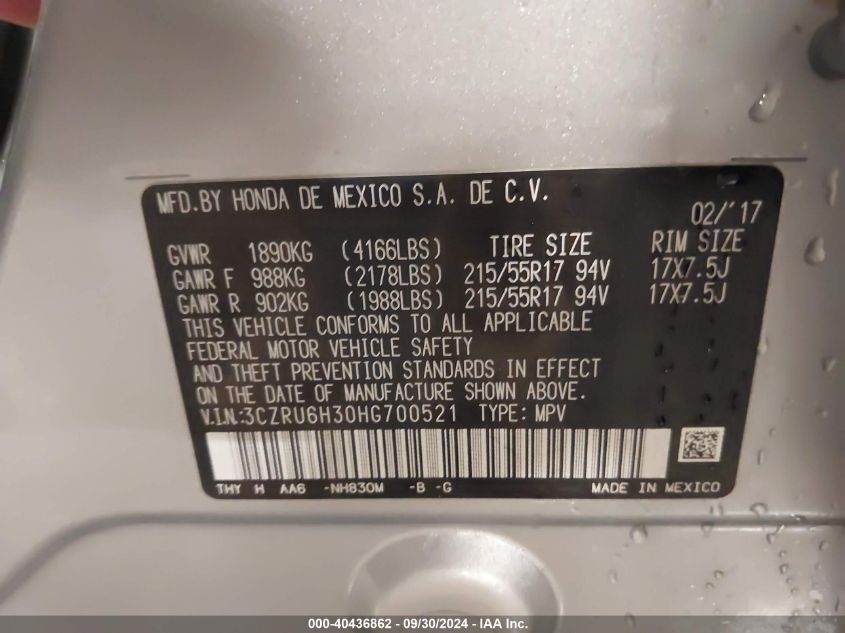 MFD.BY HONDA DE MEXICO S.A. DE C.V.
02/'17
GVWR 1890KG (4166LBS) TIRE SIZE RIM SIZE
GAWR F 988KG (2178LBS) 215/55R17 94V 17X7.5J
GAWR R 902KG (1988LBS) 215/55R17 94V 17X7.5J
THIS VEHICLE CONFORMS TO ALL APPLICABLE
FEDERAL MOTOR VEHICLE SAFETY
AND THEFT PREVENTION STANDARDS IN EFFECT
ON THE DATE OF MANUFACTURE SHOWN ABOVE.
V.I.N:3CZRU6H30HG700521 TYPE: MPV
THY H AA6 -NH830M -B -G MADE IN MEXICO
000-40436862 - 09/30/2024 - IAA Inc.